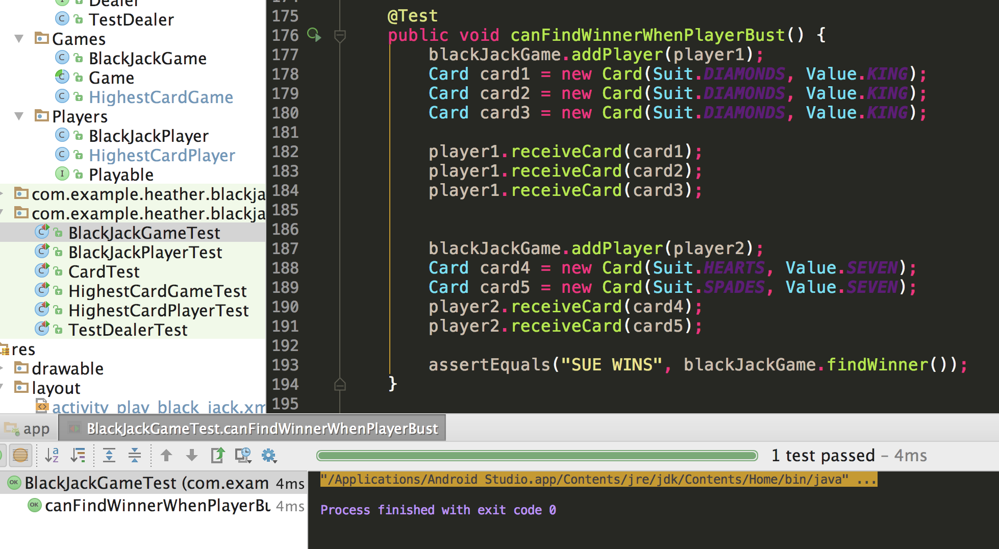 Dealer
TestDealer
Games
BlackJackGame
Game
HighestCardGame
Players
BlackJackPlayer
HighestCardPlayer
Playable
com.example.heather.blackja
com.example.heather.blackja
BlackJackGameTest
BlackJackPlayerTest
CardTest
HighestCardGameTest
HighestCardPlayerTest
TestDealerTest
res
drawable
layout
activity_play_black_jack.xm
175 @Test
176 public void canFindWinnerWhenPlayerBust() {
177 blackJackGame.addPlayer(player1);
178 Card card1 = new Card(Suit.DIAMONDS, Value.KING);
179 Card card2 = new Card(Suit.DIAMONDS, Value.KING);
180 Card card3 = new Card(Suit.DIAMONDS, Value.KING);
181
182 player1.receiveCard(card1);
183 player1.receiveCard(card2);
184 player1.receiveCard(card3);
185
186
187 blackJackGame.addPlayer(player2);
188 Card card4 = new Card(Suit.HEARTS, Value.SEVEN);
189 Card card5 = new Card(Suit.SPADES, Value.SEVEN);
190 player2.receiveCard(card4);
191 player2.receiveCard(card5);
192
193 assertEquals("SUE WINS", blackJackGame.findWinner());
194 }
195
app BlackJackGameTest.canFindWinnerWhenPlayerBust
1 test passed – 4ms
BlackJackGameTest (com.exam 4ms
canFindWinnerWhenPlayerBu 4ms
"/Applications/Android Studio.app/Contents/jre/jdk/Contents/Home/bin/java" ...
Process finished with exit code 0